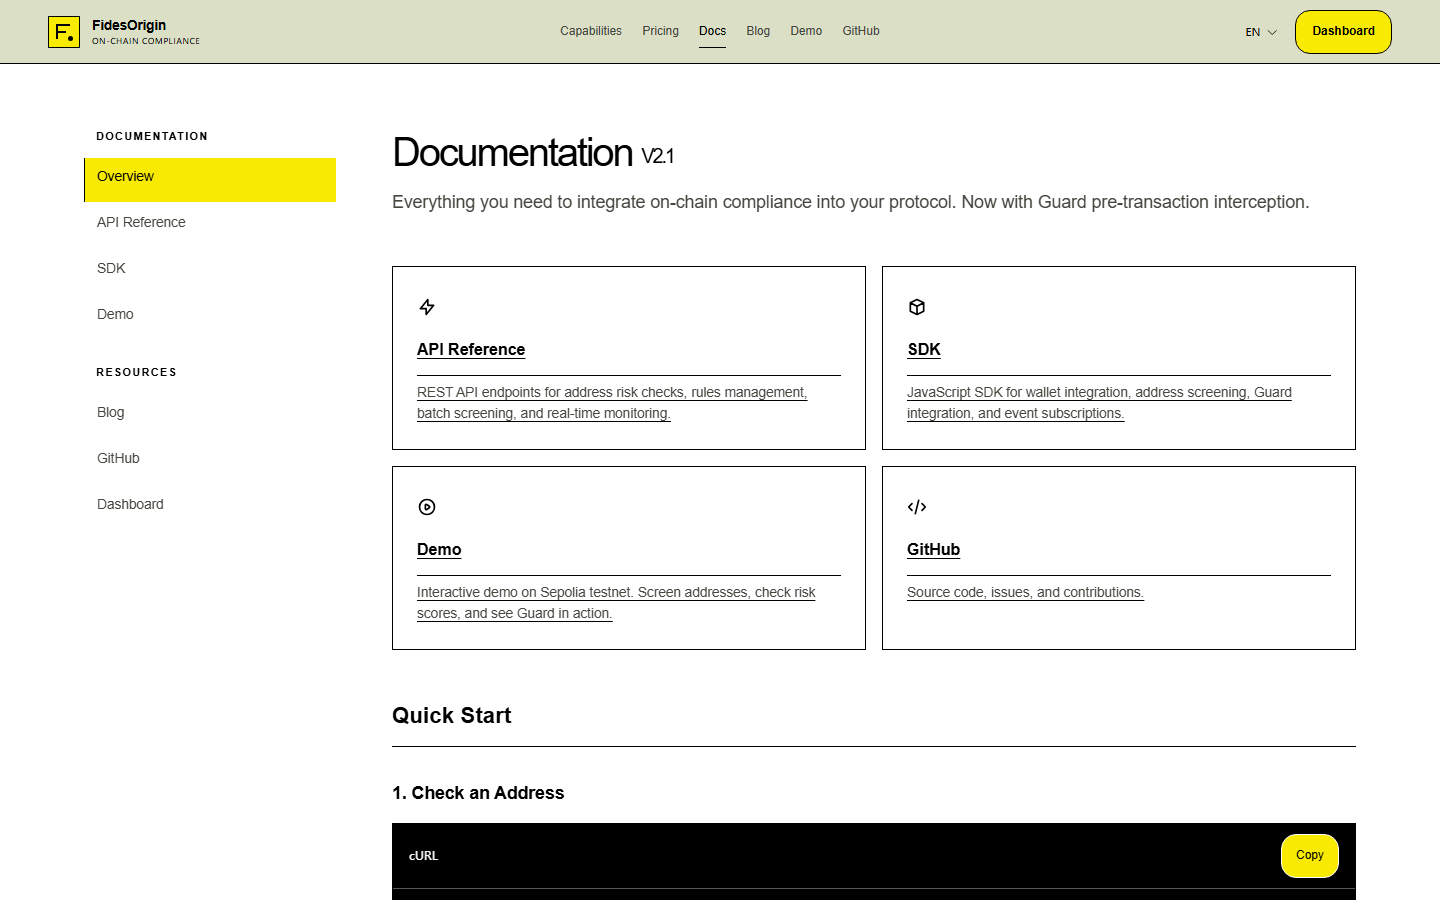 F.
FidesOrigin
ON-CHAIN COMPLIANCE
Capabilities
Pricing
Docs
Blog
Demo
GitHub
EN
Dashboard
DOCUMENTATION
Overview
API Reference
SDK
Demo
RESOURCES
Blog
GitHub
Dashboard
Documentation V2.1
Everything you need to integrate on-chain compliance into your protocol. Now with Guard pre-transaction interception.
API Reference
REST API endpoints for address risk checks, rules management,
batch screening, and real-time monitoring.
SDK
JavaScript SDK for wallet integration, address screening, Guard
integration, and event subscriptions.
Demo
Interactive demo on Sepolia testnet. Screen addresses, check risk
scores, and see Guard in action.
GitHub
Source code, issues, and contributions.
Quick Start
1. Check an Address
cURL
Copy